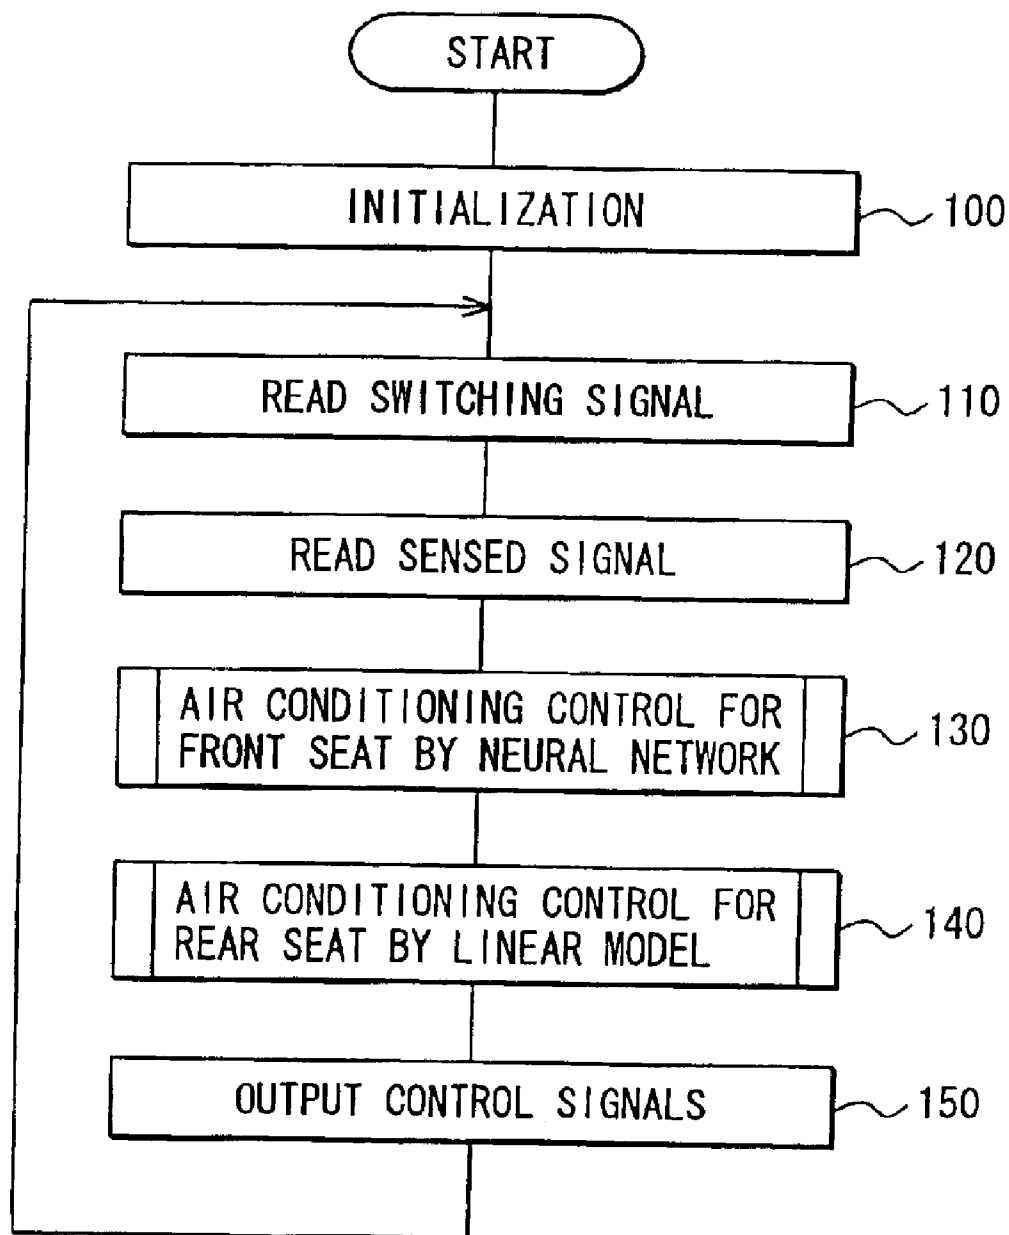 START
INITIALIZATION
100
READ SWITCHING SIGNAL
110
READ SENSED SIGNAL
120
AIR CONDITIONING CONTROL FOR
FRONT SEAT BY NEURAL NETWORK
130
AIR CONDITIONING CONTROL FOR
REAR SEAT BY LINEAR MODEL
140
OUTPUT CONTROL SIGNALS
150